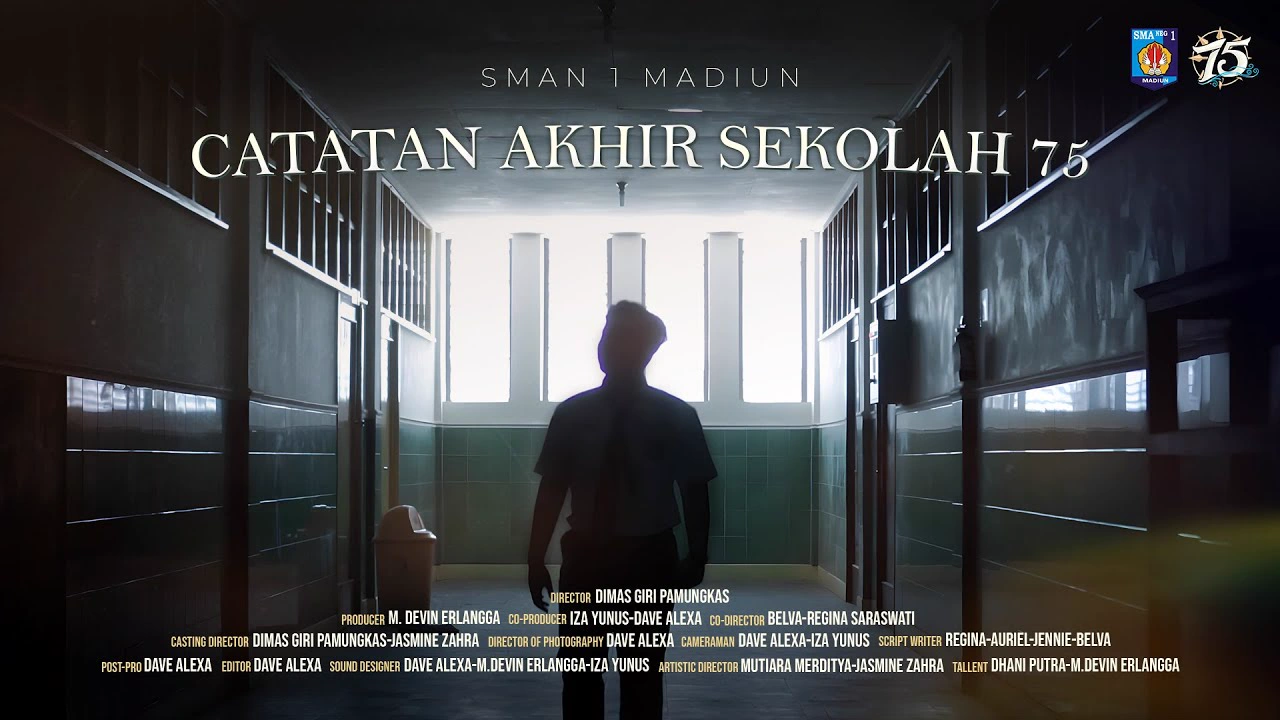 SMA NEG 1
MADIUN
75
SMAN 1 MADIUN
CATATAN AKHIR SEKOLAH 75
DIRECTOR DIMAS GIRI PAMUNGKAS
PRODUCER M. DEVIN ERLANGGA CO-PRODUCER IZA YUNUS-DAVE ALEXA CO-DIRECTOR BELVA-REGINA SARASWATI
CASTING DIRECTOR DIMAS GIRI PAMUNGKAS-JASMINE ZAHRA DIRECTOR OF PHOTOGRAPHY DAVE ALEXA CAMERAMAN DAVE ALEXA-IZA YUNUS SCRIPT WRITER REGINA-AURIEL-JENNIE-BELVA
POST-PRO DAVE ALEXA EDITOR DAVE ALEXA SOUND DESIGNER DAVE ALEXA-M.DEVIN ERLANGGA-IZA YUNUS ARTISTIC DIRECTOR MUTIARA MERDITYA-JASMINE ZAHRA TALLENT DHANI PUTRA-M.DEVIN ERLANGGA